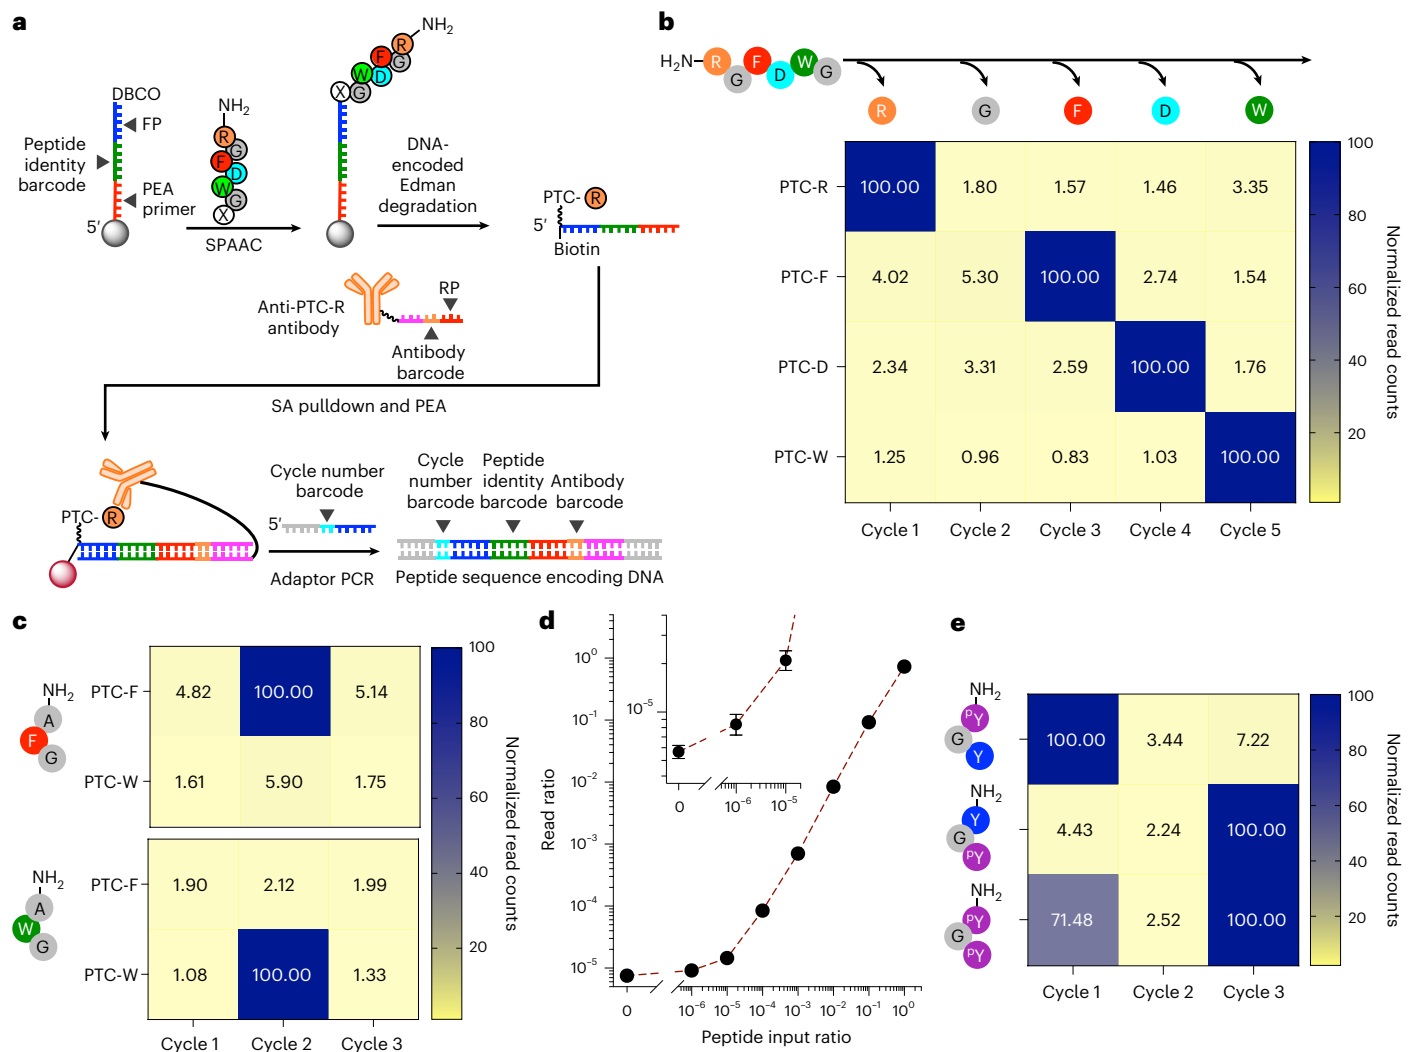 a
NH2
R
F
G
W
D
X
G
DBCO
FP
Peptide
identity
barcode
PEA
primer
5′
NH2
R
G
F
D
W
G
X
SPAAC
DNA-
encoded
Edman
degradation
PTC- R
5′
Biotin
Anti-PTC-R
antibody
RP
Antibody
barcode
SA pulldown and PEA
PTC- R
Cycle number
barcode
5′
Adaptor PCR
Cycle
number
barcode
Peptide
identity
barcode
Antibody
barcode
Peptide sequence encoding DNA
b
H2N R G F D W G
R G F D W
PTC-R 100.00 1.80 1.57 1.46 3.35
PTC-F 4.02 5.30 100.00 2.74 1.54
PTC-D 2.34 3.31 2.59 100.00 1.76
PTC-W 1.25 0.96 0.83 1.03 100.00
Cycle 1 Cycle 2 Cycle 3 Cycle 4 Cycle 5
100
80
60
40
20
Normalized read counts
c
NH2
A
F
G
PTC-F 4.82 100.00 5.14
PTC-W 1.61 5.90 1.75
NH2
A
W
G
PTC-F 1.90 2.12 1.99
PTC-W 1.08 100.00 1.33
Cycle 1 Cycle 2 Cycle 3
100
80
60
40
20
Normalized read counts
d
Read ratio
10⁰
10⁻¹
10⁻²
10⁻³
10⁻⁴
10⁻⁵
10⁻⁵
0 10⁻⁶ 10⁻⁵
0 10⁻⁶ 10⁻⁵ 10⁻⁴ 10⁻³ 10⁻² 10⁻¹ 10⁰
Peptide input ratio
e
NH2
pY
G
Y
100.00 3.44 7.22
NH2
Y
G
pY
4.43 2.24 100.00
NH2
pY
G
pY
71.48 2.52 100.00
Cycle 1 Cycle 2 Cycle 3
100
80
60
40
20
Normalized read counts